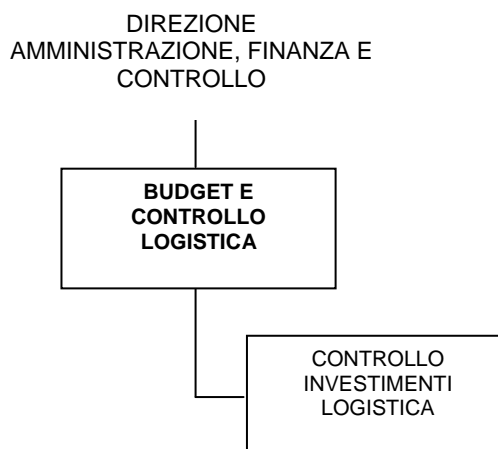 DIREZIONE
AMMINISTRAZIONE, FINANZA E
CONTROLLO
BUDGET E
CONTROLLO
LOGISTICA
CONTROLLO
INVESTIMENTI
LOGISTICA